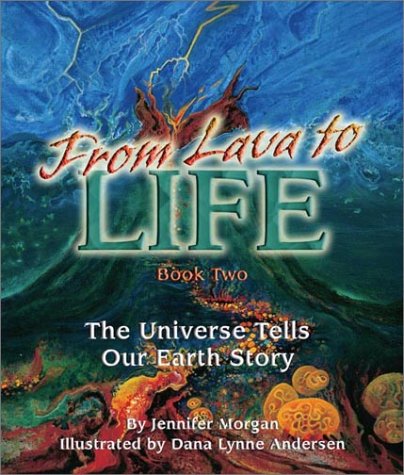 From Lava to
LIFE
Book Two
The Universe Tells
Our Earth Story
By Jennifer Morgan
Illustrated by Dana Lynne Andersen